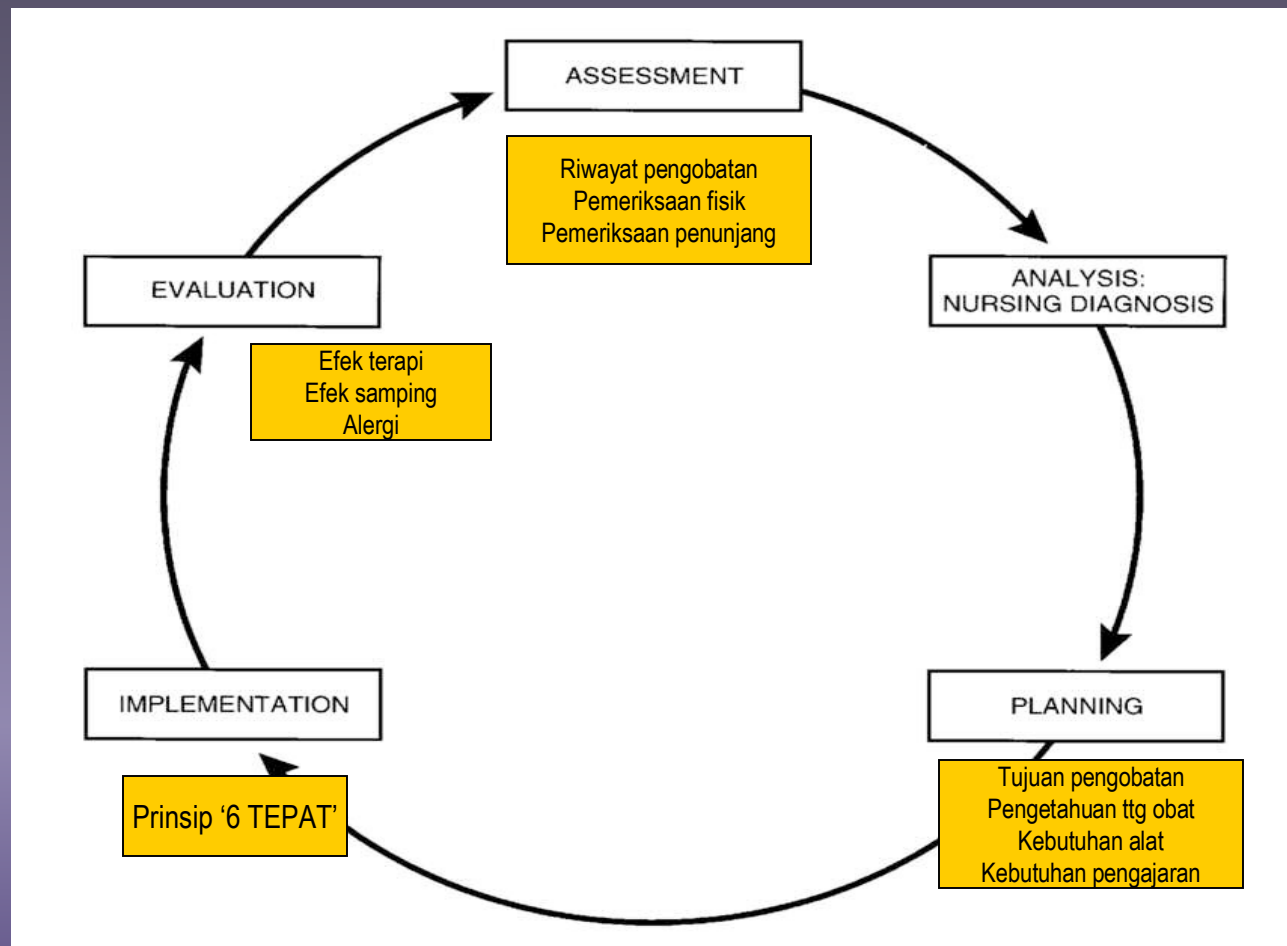 ASSESSMENT
Riwayat pengobatan
Pemeriksaan fisik
Pemeriksaan penunjang
ANALYSIS:
NURSING DIAGNOSIS
PLANNING
Tujuan pengobatan
Pengetahuan ttg obat
Kebutuhan alat
Kebutuhan pengajaran
IMPLEMENTATION
Prinsip ‘6 TEPAT’
EVALUATION
Efek terapi
Efek samping
Alergi